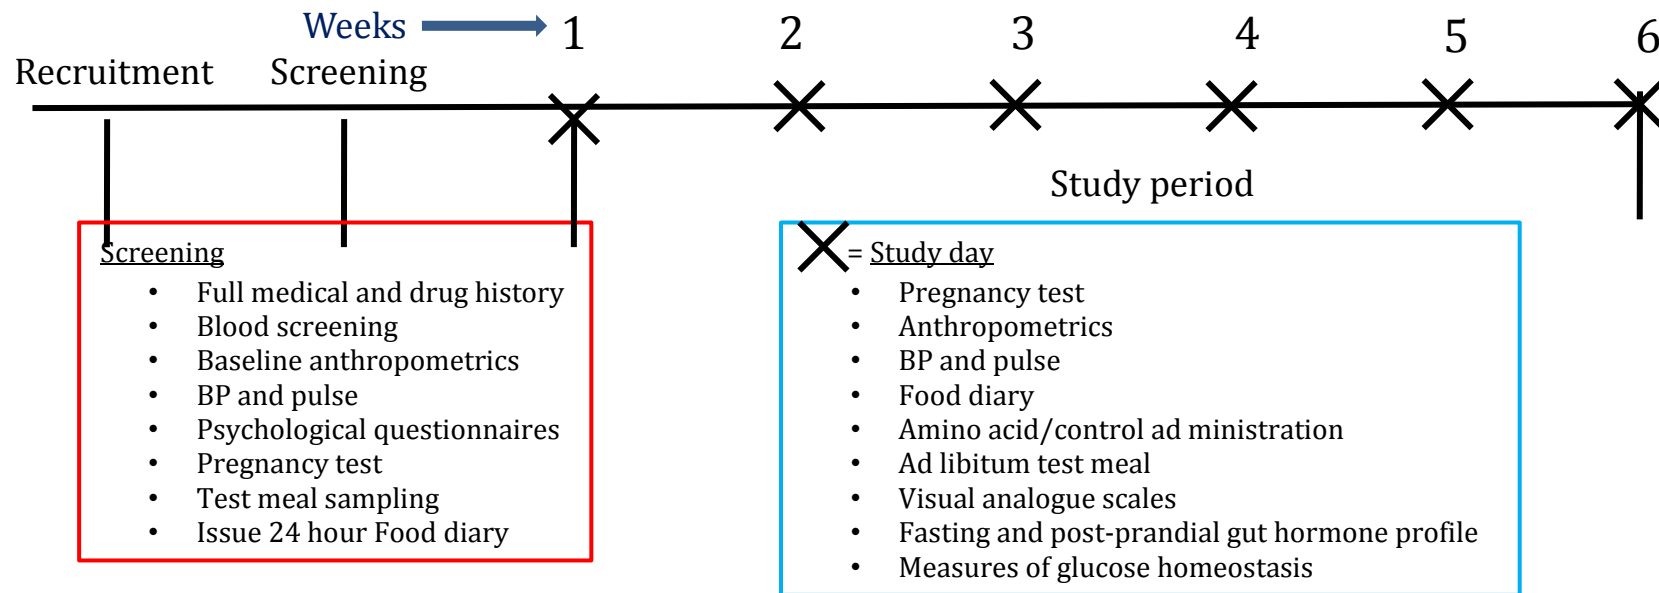 Weeks
1 2 3 4 5 6
Recruitment Screening
Study period
Screening
• Full medical and drug history
• Blood screening
• Baseline anthropometrics
• BP and pulse
• Psychological questionnaires
• Pregnancy test
• Test meal sampling
• Issue 24 hour Food diary
= Study day
• Pregnancy test
• Anthropometrics
• BP and pulse
• Food diary
• Amino acid/control ad ministration
• Ad libitum test meal
• Visual analogue scales
• Fasting and post-prandial gut hormone profile
• Measures of glucose homeostasis